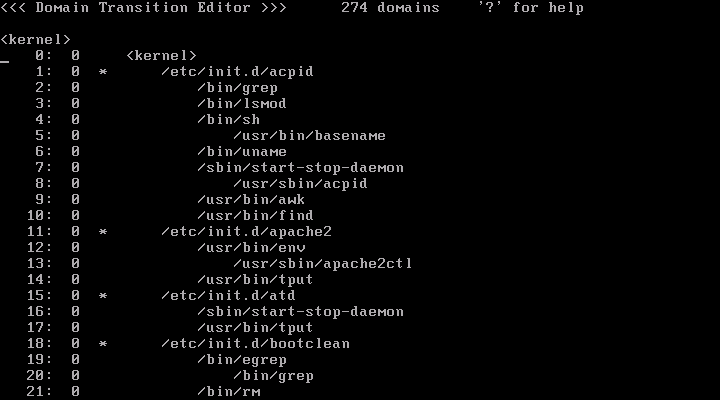 <<< Domain Transition Editor >>>      274 domains    '?' for help
<kernel>
    0:  0     <kernel>
    1:  0  *      /etc/init.d/acpid
    2:  0             /bin/grep
    3:  0             /bin/lsmod
    4:  0             /bin/sh
    5:  0                 /usr/bin/basename
    6:  0             /bin/uname
    7:  0             /sbin/start-stop-daemon
    8:  0                 /usr/sbin/acpid
    9:  0             /usr/bin/awk
   10:  0             /usr/bin/find
   11:  0  *      /etc/init.d/apache2
   12:  0             /usr/bin/env
   13:  0                 /usr/sbin/apache2ctl
   14:  0             /usr/bin/tput
   15:  0  *      /etc/init.d/atd
   16:  0             /sbin/start-stop-daemon
   17:  0             /usr/bin/tput
   18:  0  *      /etc/init.d/bootclean
   19:  0             /bin/egrep
   20:  0                 /bin/grep
   21:  0             /bin/rm